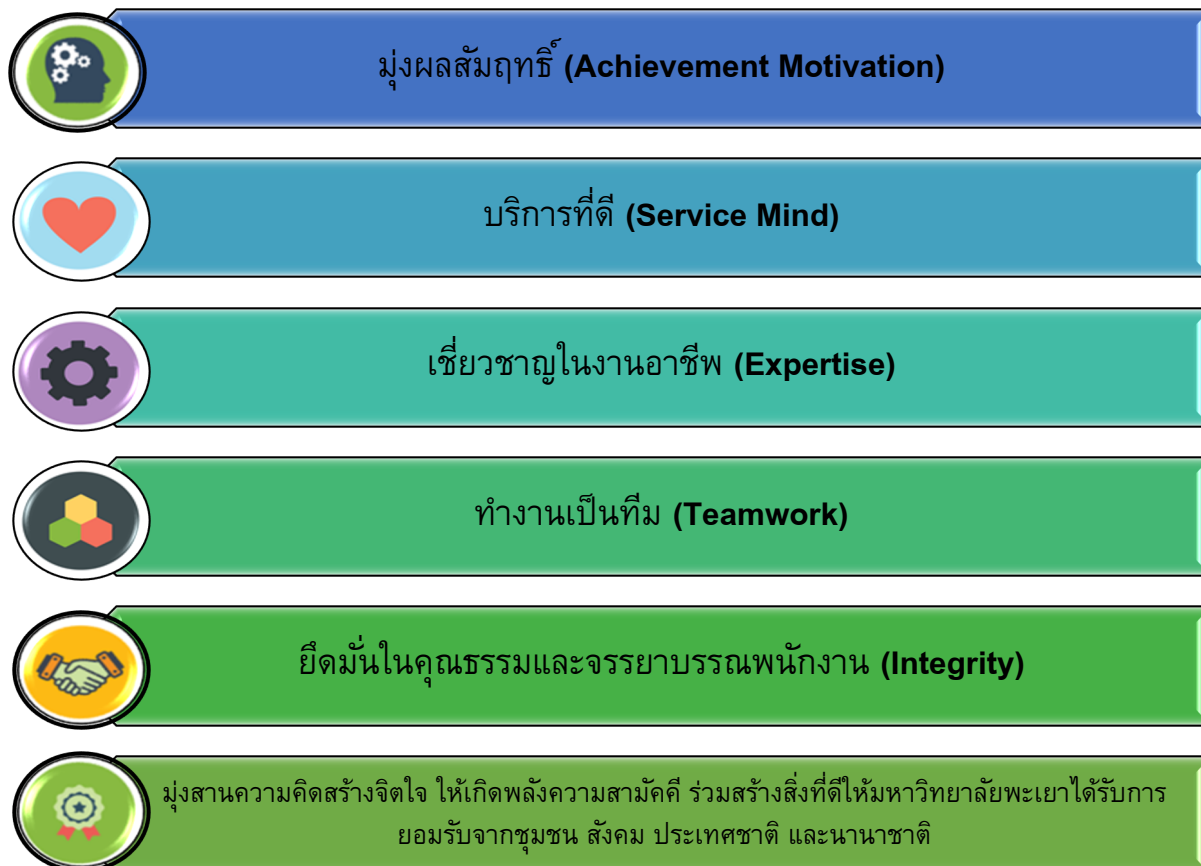 มุ่งผลสัมฤทธิ์ (Achievement Motivation)
บริการที่ดี (Service Mind)
เชี่ยวชาญในงานอาชีพ (Expertise)
ทำงานเป็นทีม (Teamwork)
ยึดมั่นในคุณธรรมและจรรยาบรรณพนักงาน (Integrity)
มุ่งสานความคิดสร้างจิตใจ ให้เกิดพลังความสามัคคี ร่วมสร้างสิ่งที่ดีให้มหาวิทยาลัยพะเยาได้รับการ
ยอมรับจากชุมชน สังคม ประเทศชาติ และนานาชาติ